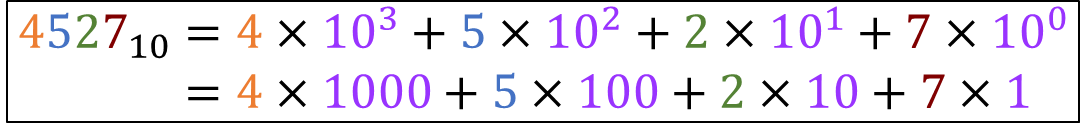 4527₁₀ = 4 × 10³ + 5 × 10² + 2 × 10¹ + 7 × 10⁰
= 4 × 1000 + 5 × 100 + 2 × 10 + 7 × 1